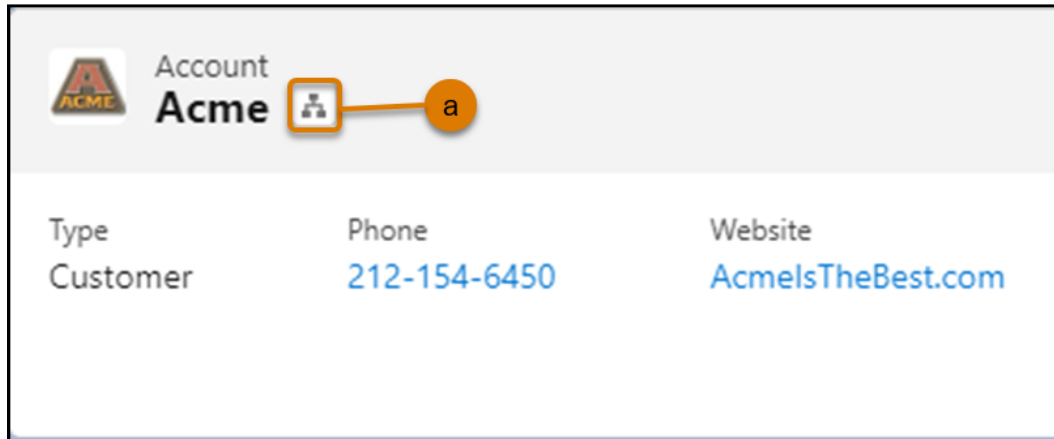 A
ACME
Account
Acme
a
Type
Phone
Website
Customer
212-154-6450
AcmeIsTheBest.com